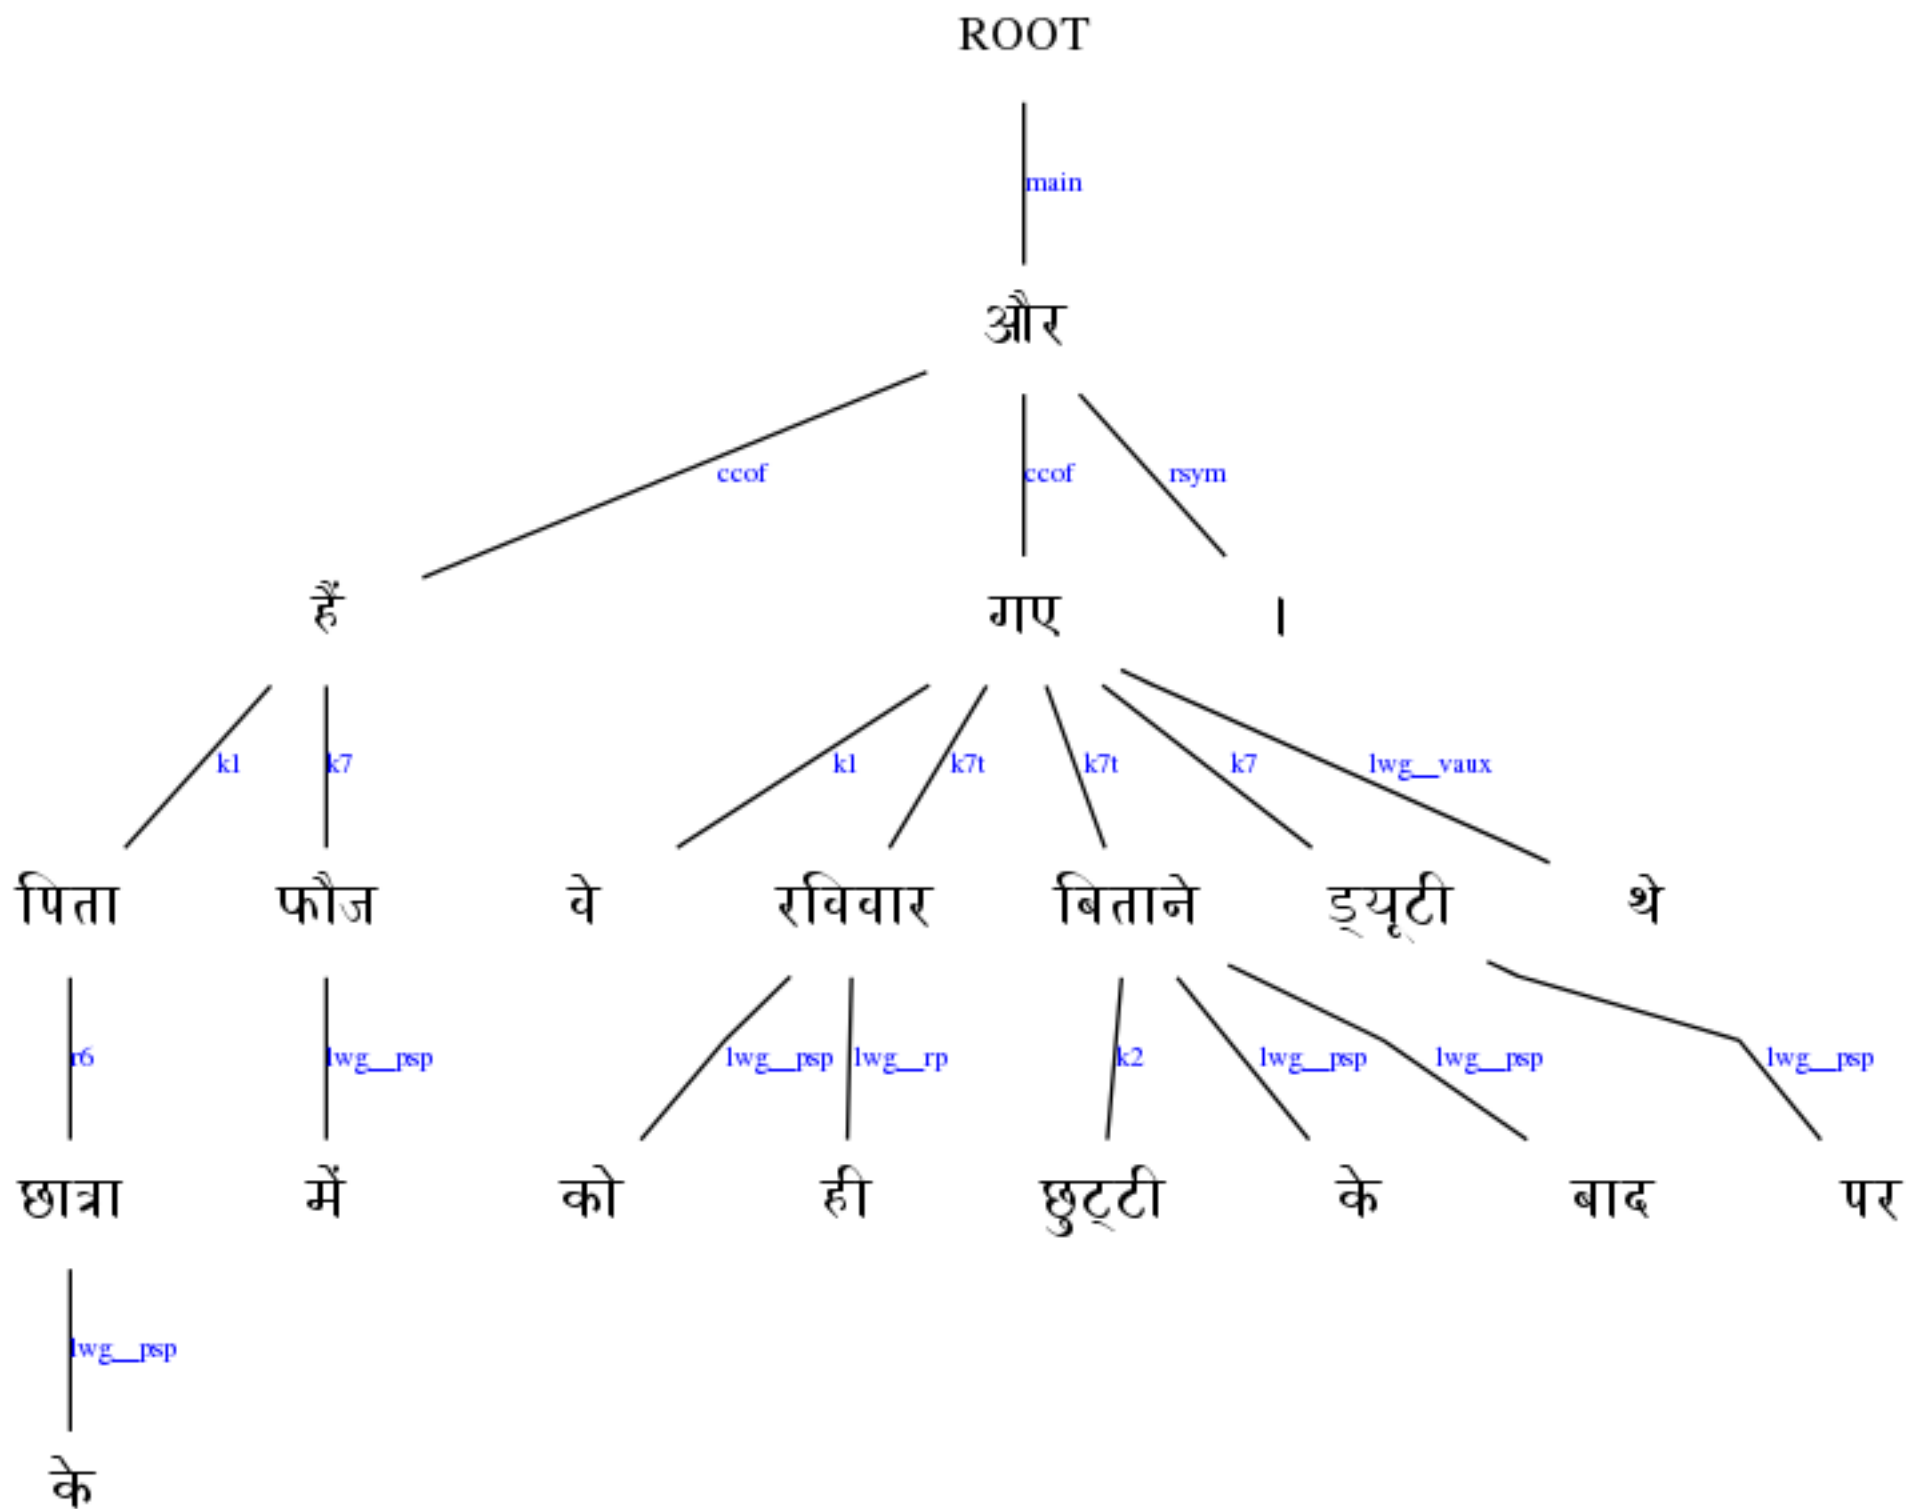 ROOT
main
और
ccof ccof rsym
हैं गए ।
k1 k7 k1 k7t k7t k7 lwg__vaux
पिता फौज वे रविवार बिताने ड्यूटी थे
r6 lwg__psp lwg__psp lwg__rp k2 lwg__psp lwg__psp lwg__psp
छात्रा में को ही छुट्टी के बाद पर
lwg__psp
के